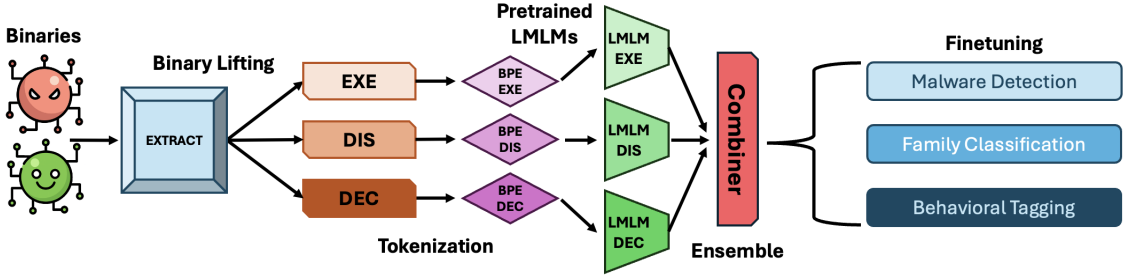 Binaries
Binary Lifting
EXTRACT
EXE
DIS
DEC
Tokenization
BPE
EXE
BPE
DIS
BPE
DEC
Pretrained
LMLMs
LMLM
EXE
LMLM
DIS
LMLM
DEC
Combiner
Ensemble
Finetuning
Malware Detection
Family Classification
Behavioral Tagging